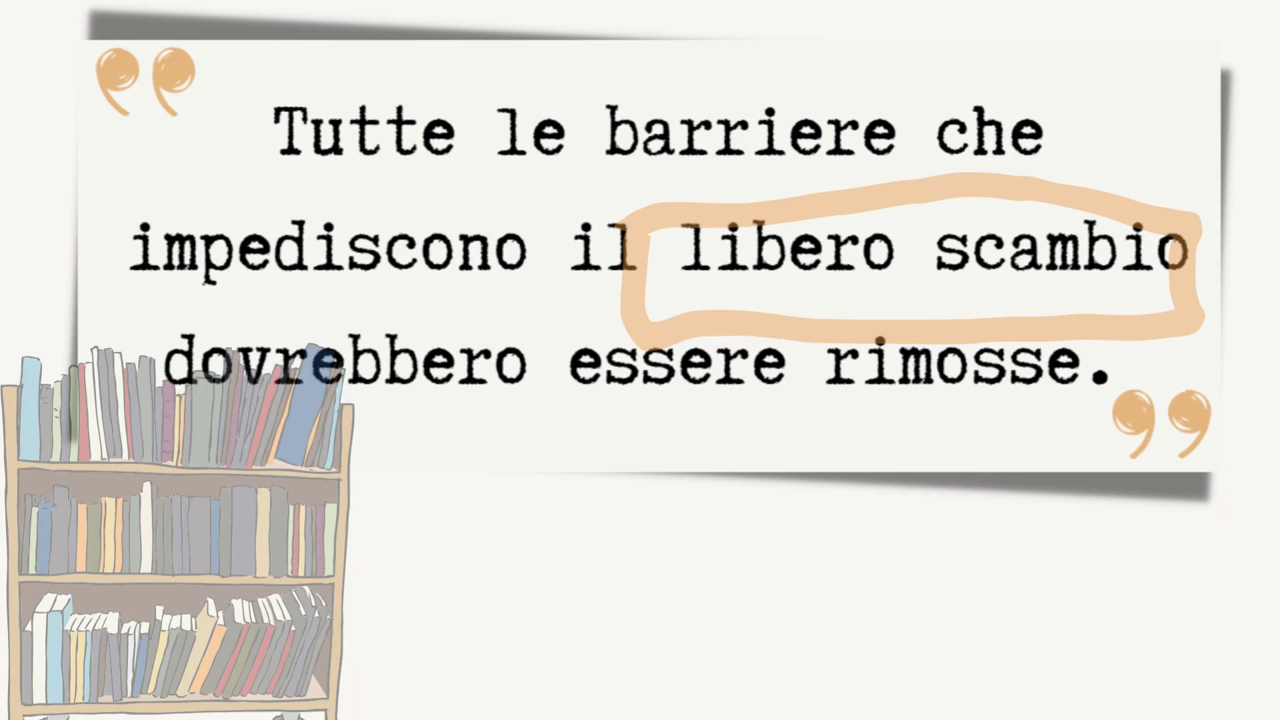 Tutte le barriere che
impediscono il libero scambio
dovrebbero essere rimosse.